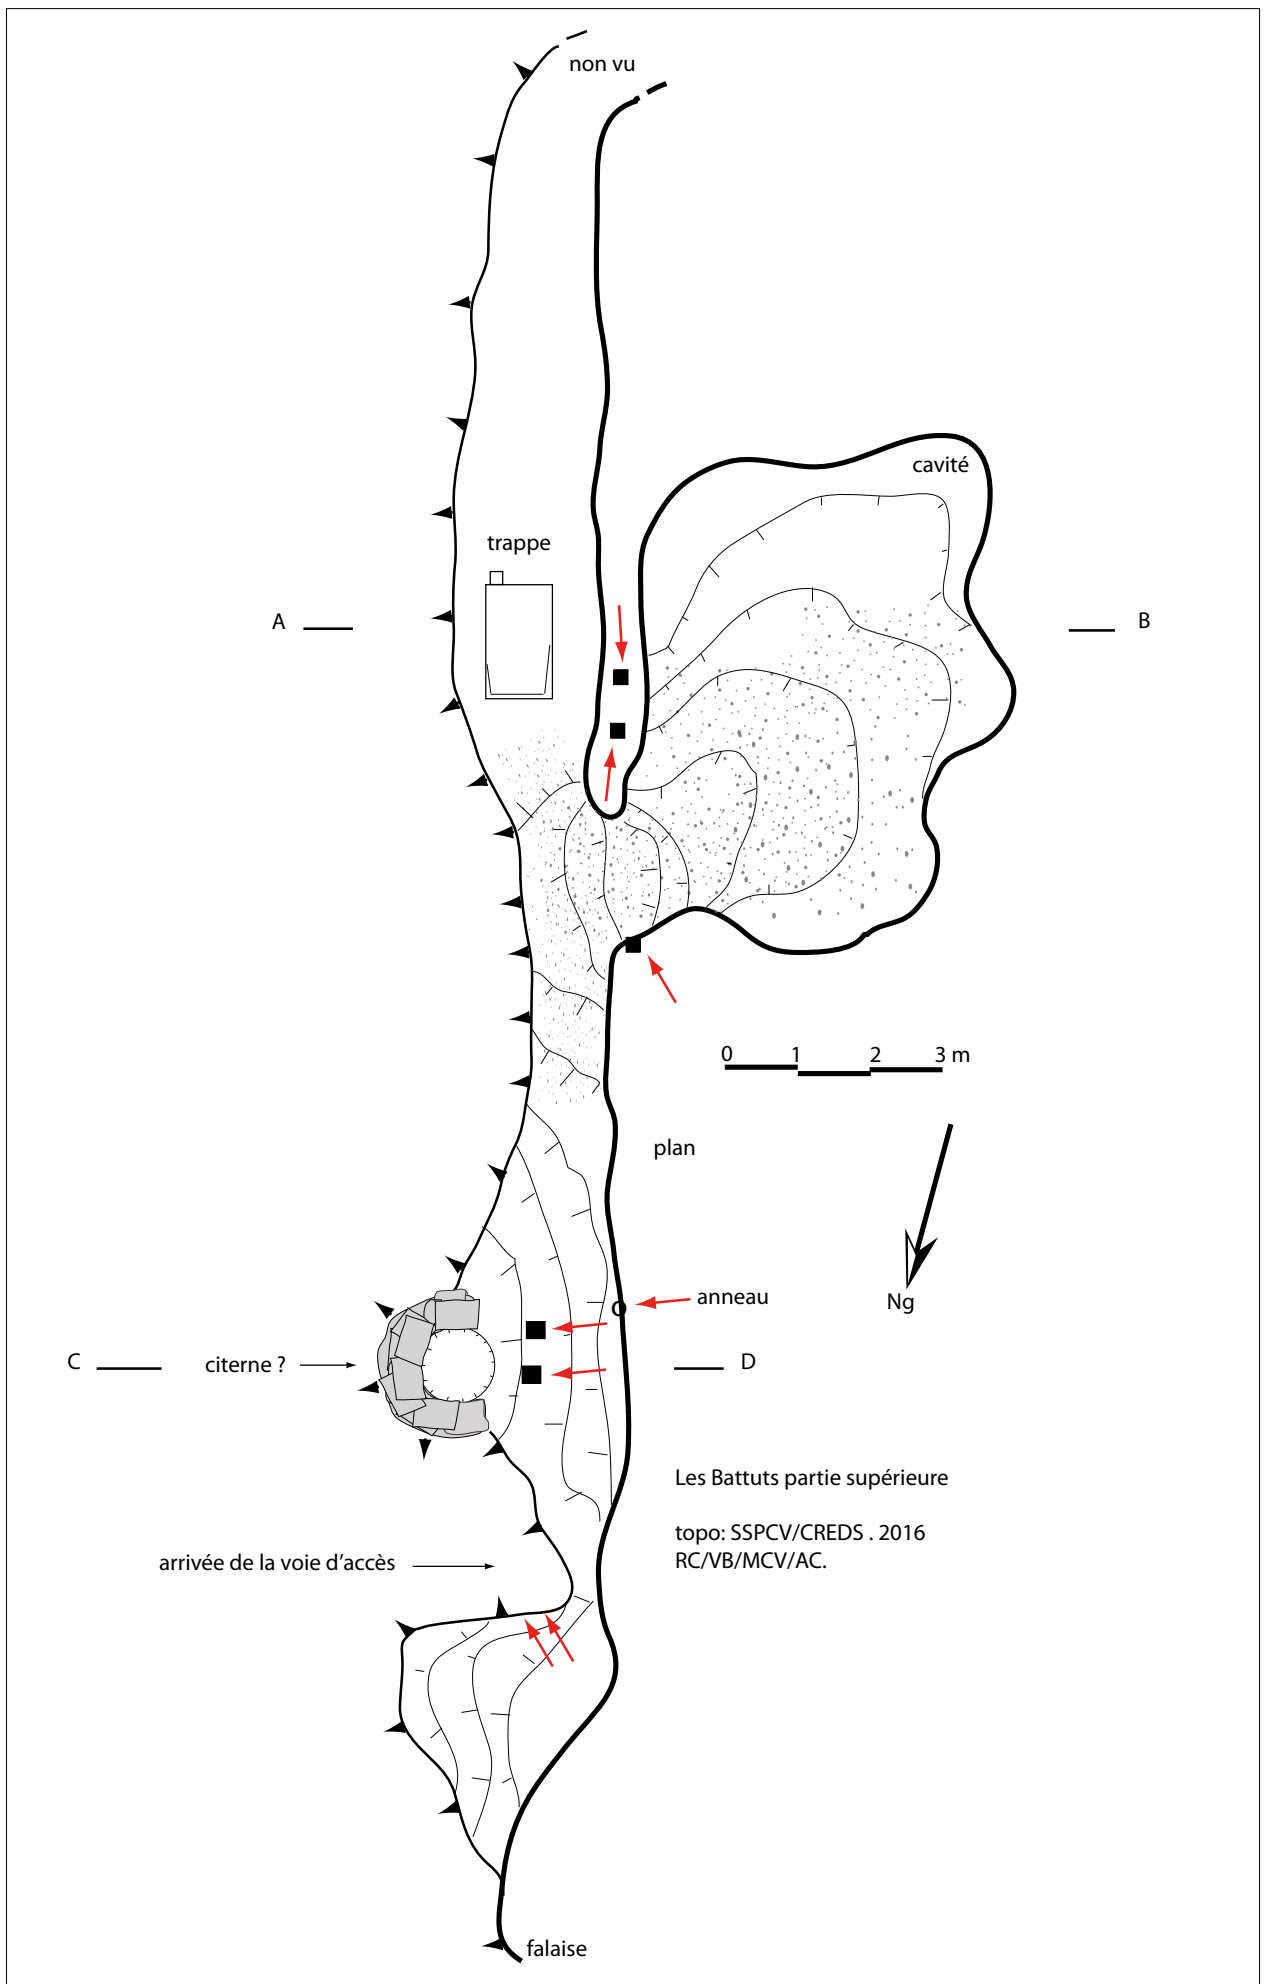 non vu
cavité
trappe
A
B
0 1 2 3 m
plan
Ng
anneau
C
citerne ?
D
Les Battuts partie supérieure
topo: SSPCV/CREDS . 2016
RC/VB/MCV/AC.
arrivée de la voie d’accès
falaise